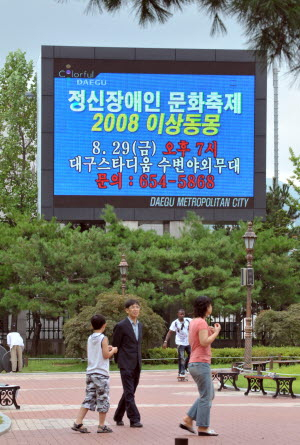 Colorful
DAEGU
정신장애인 문화축제
2008 이상동몽
8. 29(금) 오후 7시
대구스타디움 수변야외무대
문의 : 654-5868
DAEGU METROPOLITAN CITY